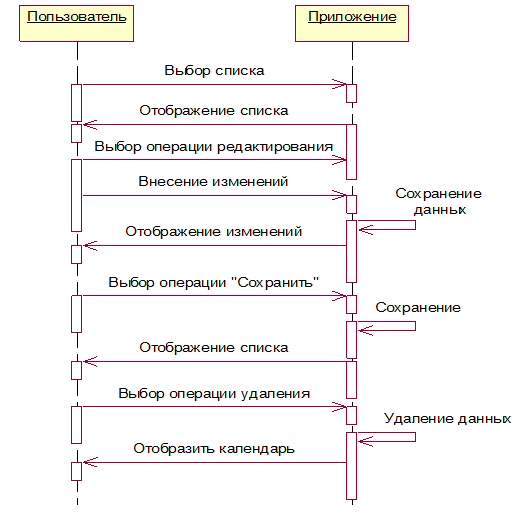 Пользователь
Приложение
Выбор списка
Отображение списка
Выбор операции редактирования
Внесение изменений
Сохранение
данных
Отображение изменений
Выбор операции "Сохранить"
Сохранение
Отображение списка
Выбор операции удаления
Удаление данных
Отобразить календарь